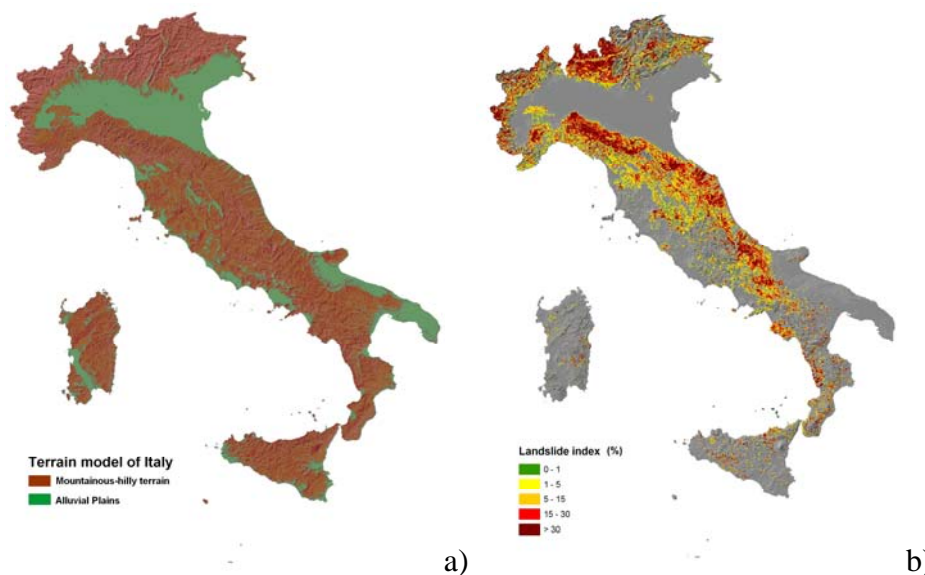 Terrain model of Italy
Mountainous-hilly terrain
Alluvial Plains
a)
Landslide index (%)
0 - 1
1 - 5
5 - 15
15 - 30
> 30
b)